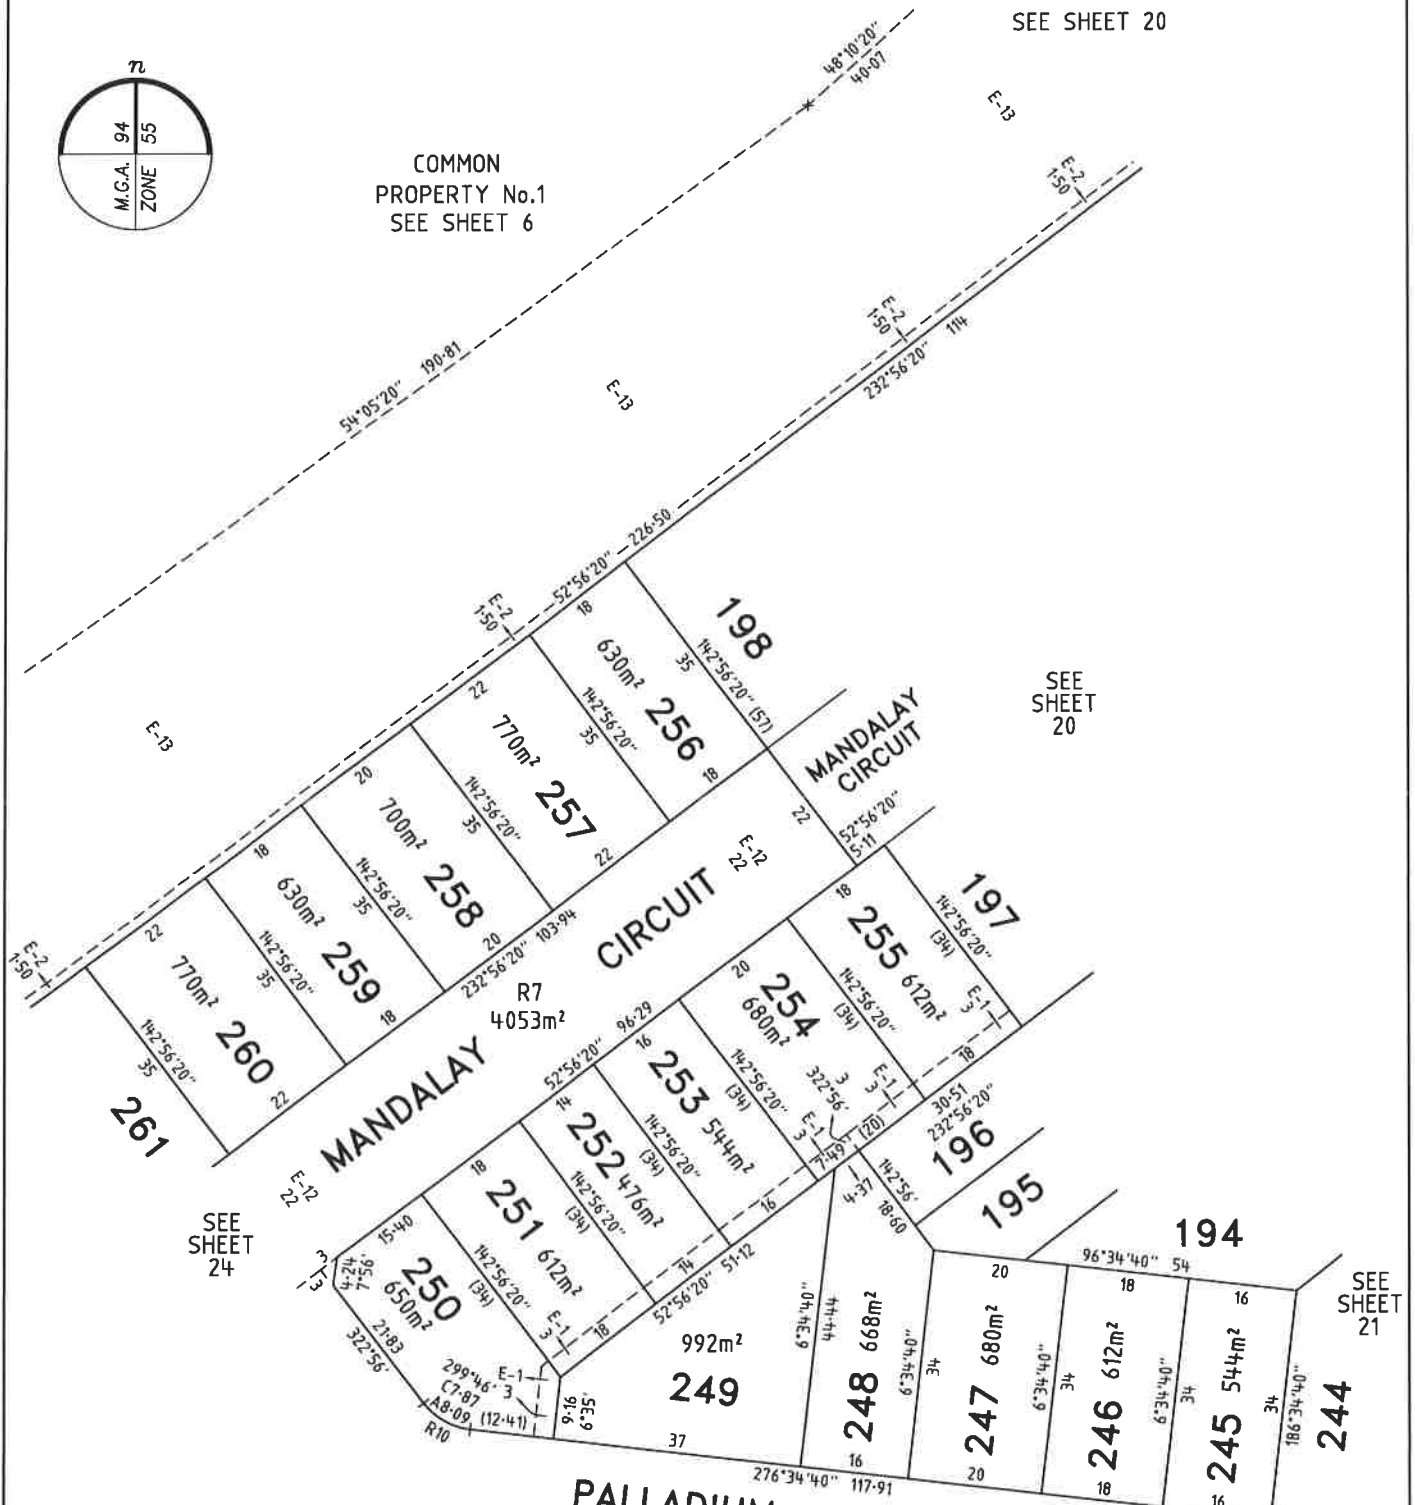 SEE SHEET 20
48°10'20"
40·07
n
M.G.A. 94
ZONE 55
COMMON
PROPERTY No.1
SEE SHEET 6
E-13
E-2
1·50
E-2
1·50
114
232°56'20"
54°05'20" 190·81
E-13
52°56'20" 226·50
E-2
1·50
18
630m²
256
142°56'20"
35
18
198
35
142°56'20" (57)
SEE
SHEET
20
MANDALAY
CIRCUIT
22
770m²
257
142°56'20"
35
22
E-13
20
700m²
258
142°56'20"
35
20
22
52°56'20"
5·11
E-12
22
18
630m²
259
142°56'20"
35
18
232°56'20" 103·94
MANDALAY CIRCUIT
R7
4053m²
E-2
1·50
22
770m²
260
142°56'20"
35
22
261
18
255
612m²
142°56'20"
(34)
197
142°56'20"
(34)
E-1
3
18
20
254
680m²
142°56'20"
(34)
3
322°56'
E-1
3
E-1
3
7·49
(20)
30·51
232°56'20"
52°56'20" 96·29
16
253
544m²
142°56'20"
(34)
16
14
252
476m²
142°56'20"
(34)
14
18
251
612m²
142°56'20"
(34)
E-1
3
18
52°56'20" 51·12
196
195
4·37
142°56'
18·60
E-12
22
SEE
SHEET
24
15·40
3
3
4·24
7°56'
250
650m²
21·83
322°56'
299°46'
C7·87
A8·09
R10
E-1
3
(12·41)
9·16
6°35'
992m²
249
37
6°34'40"
44·44
248 668m²
16
6°34'40"
34
20
247 680m²
20
6°34'40"
34
18
246 612m²
18
6°34'40"
34
16
245 544m²
16
34
186°34'40"
244
194
96°34'40" 54
SEE
SHEET
21
276°34'40" 117·91
PALLADIUM